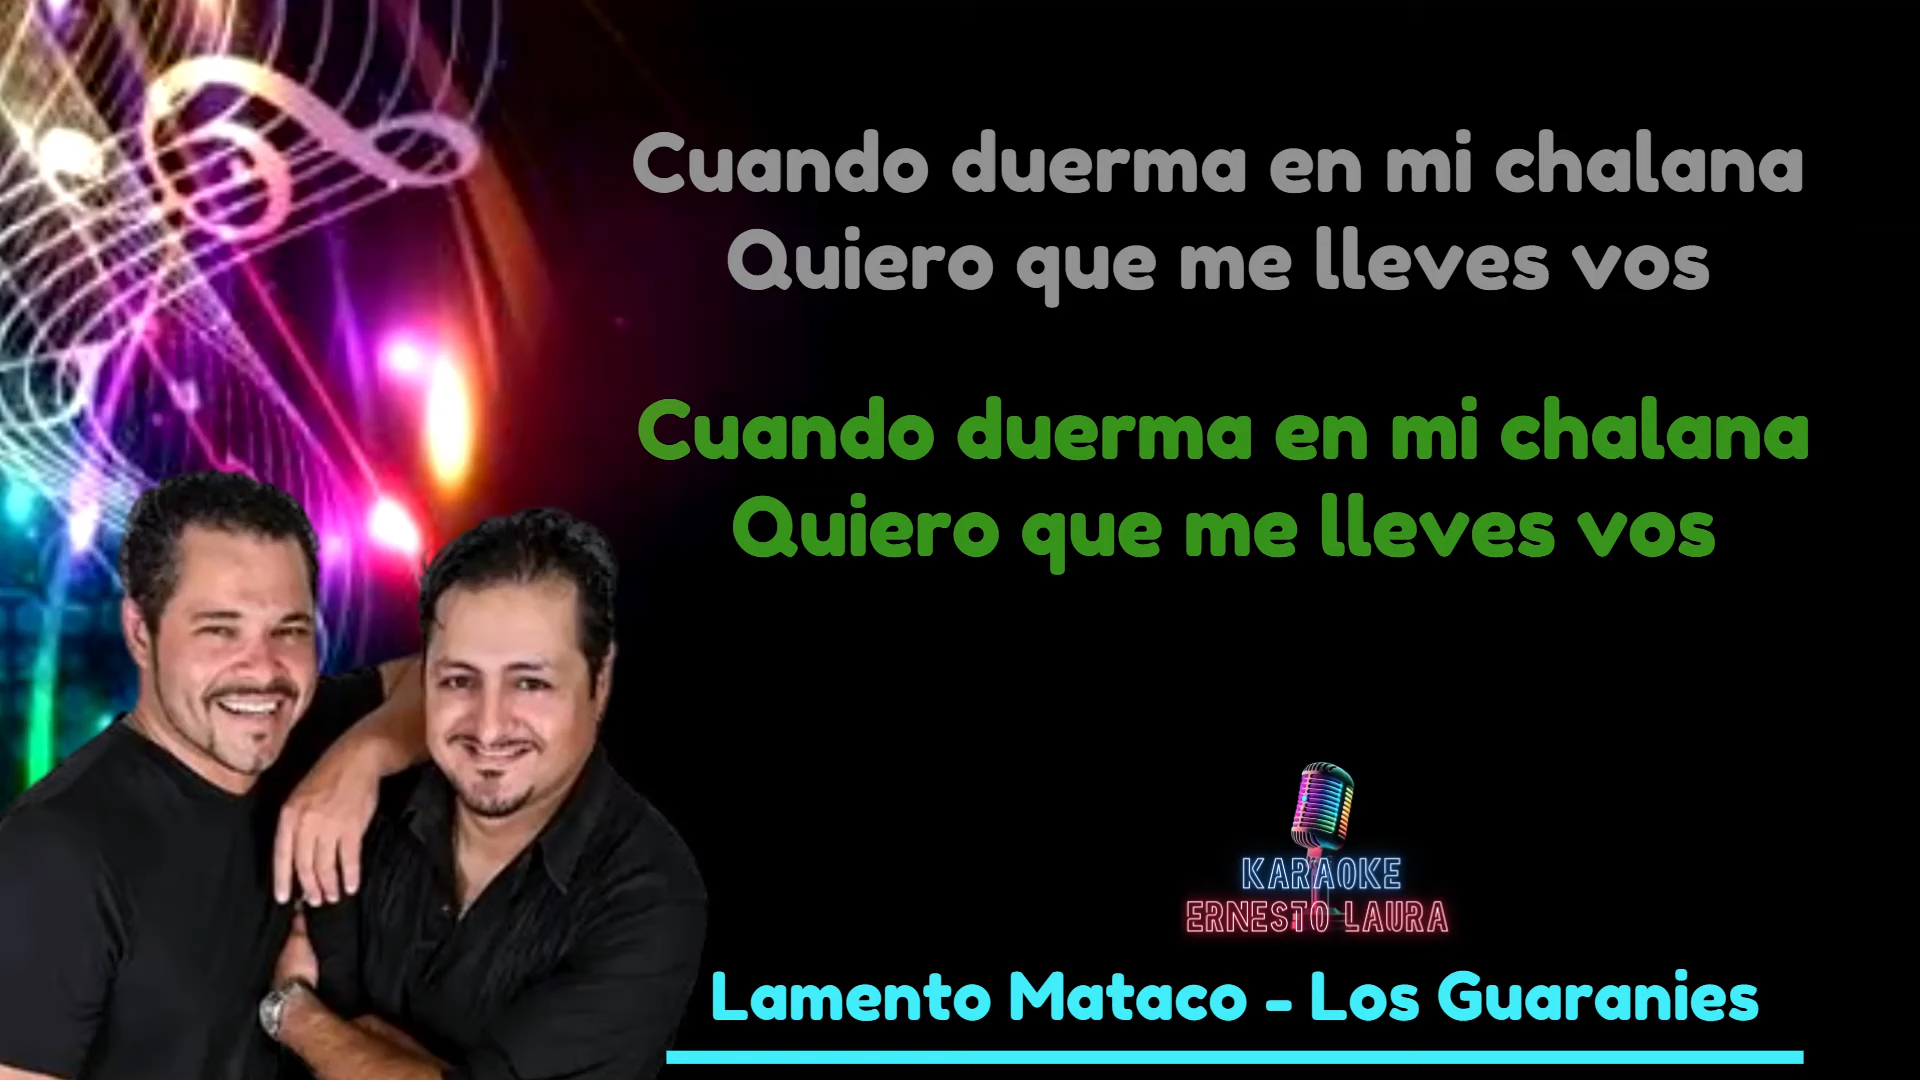 Cuando duerma en mi chalana
Quiero que me lleves vos
Cuando duerma en mi chalana
Quiero que me lleves vos
KARAOKE
ERNESTO LAURA
Lamento Mataco - Los Guaranies